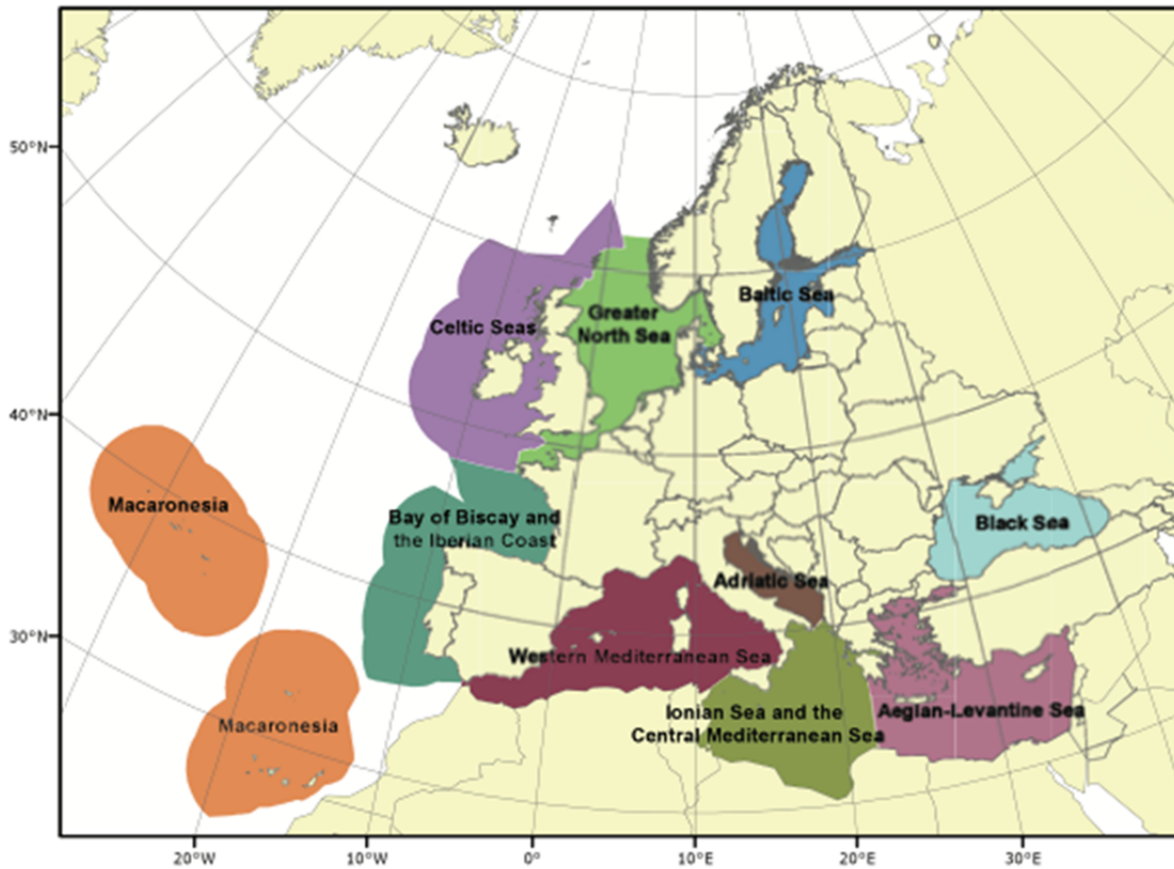 50°N
40°N
30°N
Celtic Seas
Greater
North Sea
Baltic Sea
Macaronesia
Bay of Biscay and
the Iberian Coast
Black Sea
Adriatic Sea
Western Mediterranean Sea
Ionian Sea and the
Central Mediterranean Sea
Aegian-Levantine Sea
Macaronesia
20°W
10°W
0°
10°E
20°E
30°E